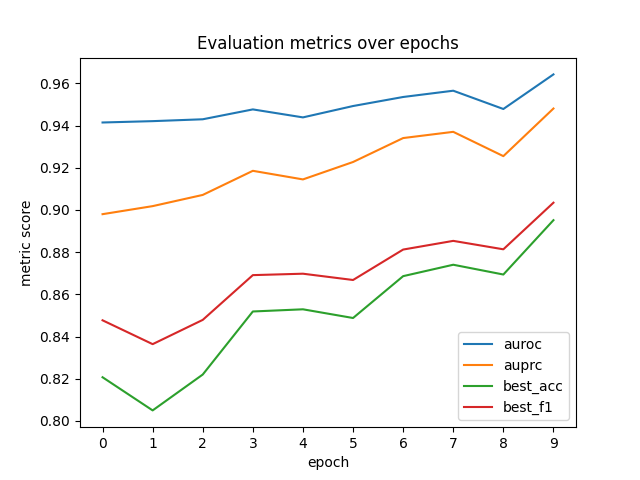 Evaluation metrics over epochs
metric score
0.96
0.94
0.92
0.90
0.88
0.86
0.84
0.82
0.80
auroc
auprc
best_acc
best_f1
0 1 2 3 4 5 6 7 8 9
epoch